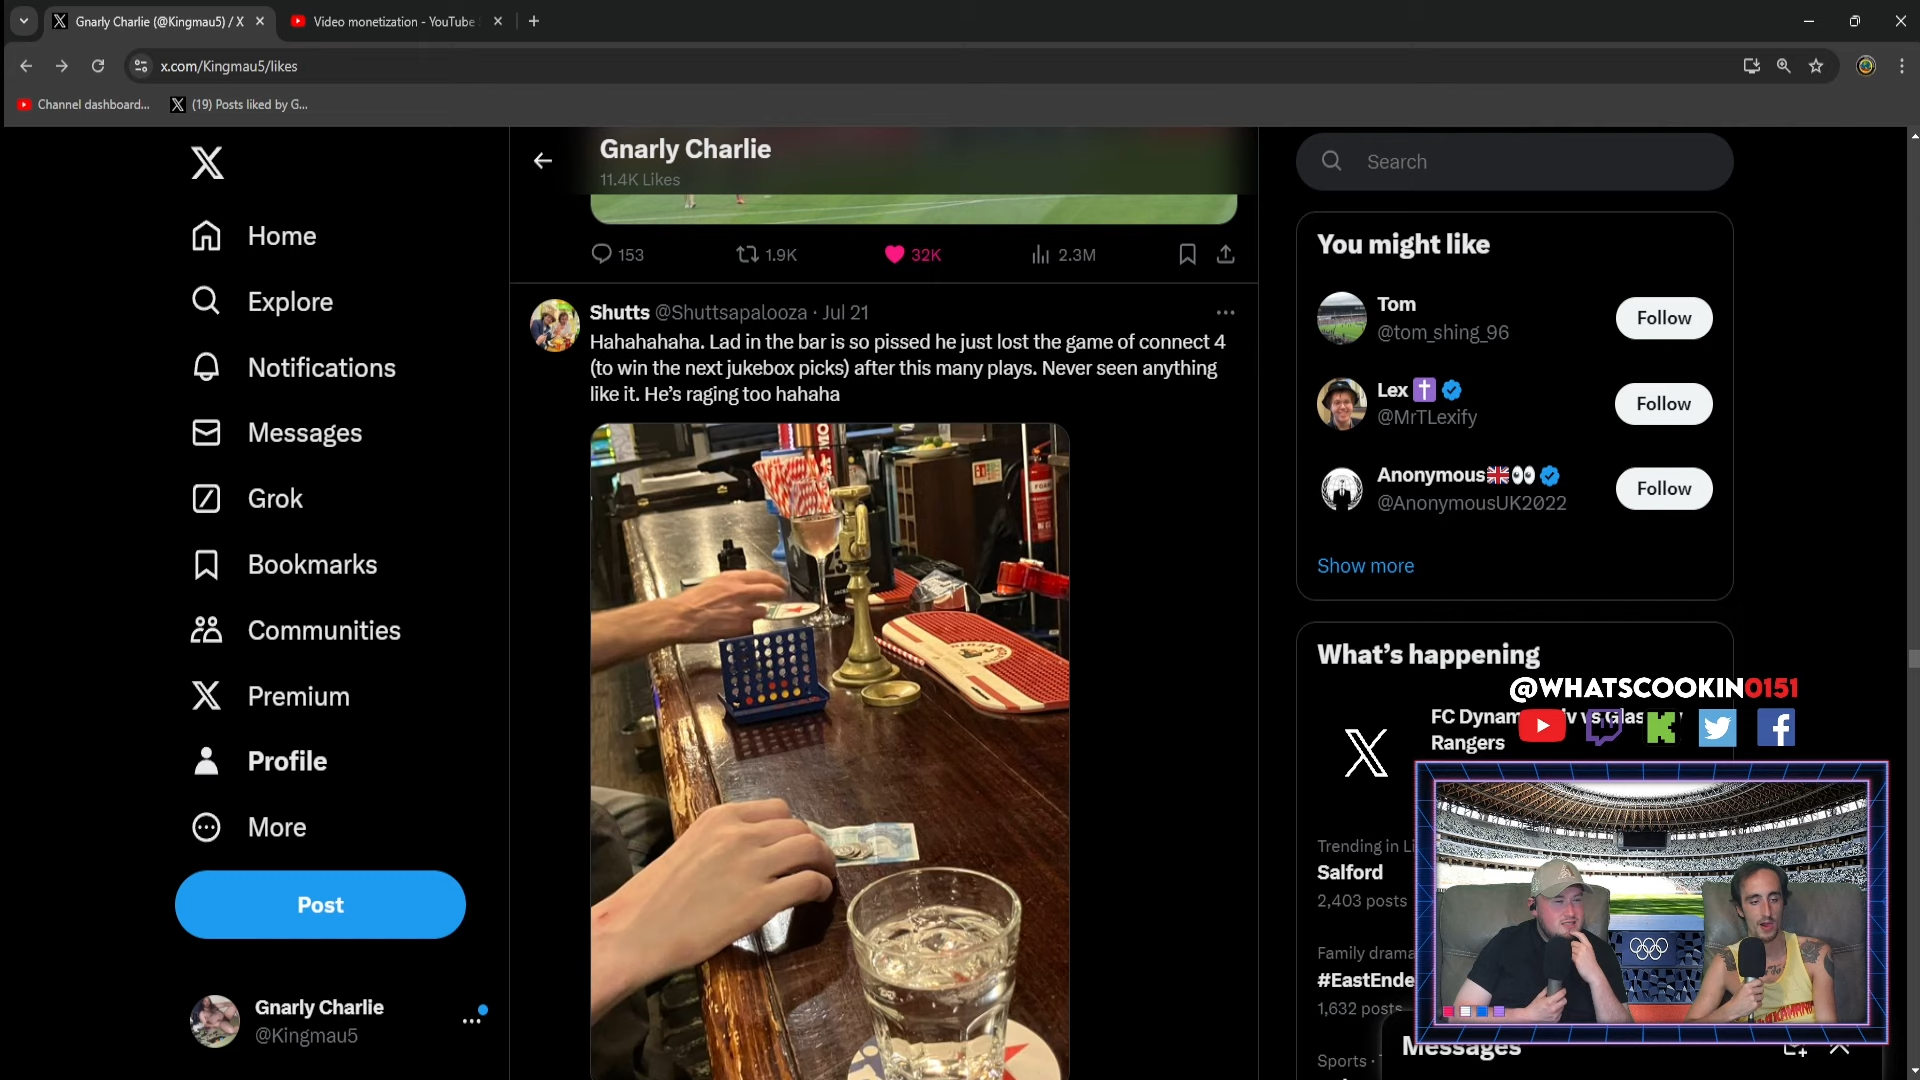 Gnarly Charlie (@Kingmau5) / X
Video monetization - YouTube
x.com/Kingmau5/likes
Channel dashboard...
(19) Posts liked by G...
Home
Explore
Notifications
Messages
Grok
Bookmarks
Communities
Premium
Profile
More
Post
Gnarly Charlie
@Kingmau5
Gnarly Charlie
11.4K Likes
153
1.9K
32K
2.3M
Shutts @Shuttsapalooza · Jul 21
Hahahahaha. Lad in the bar is so pissed he just lost the game of connect 4
(to win the next jukebox picks) after this many plays. Never seen anything
like it. He’s raging too hahaha
Search
You might like
Tom
@tom_shing_96
Follow
Lex
@MrTLexify
Follow
Anonymous
@AnonymousUK2022
Follow
Show more
What’s happening
@WHATSCOOKIN0151
FC Dynam iv vs Glas
Rangers
Trending in Li
Salford
2,403 posts
Family drama
#EastEnde
1,632 posts
Sports ·
Messages